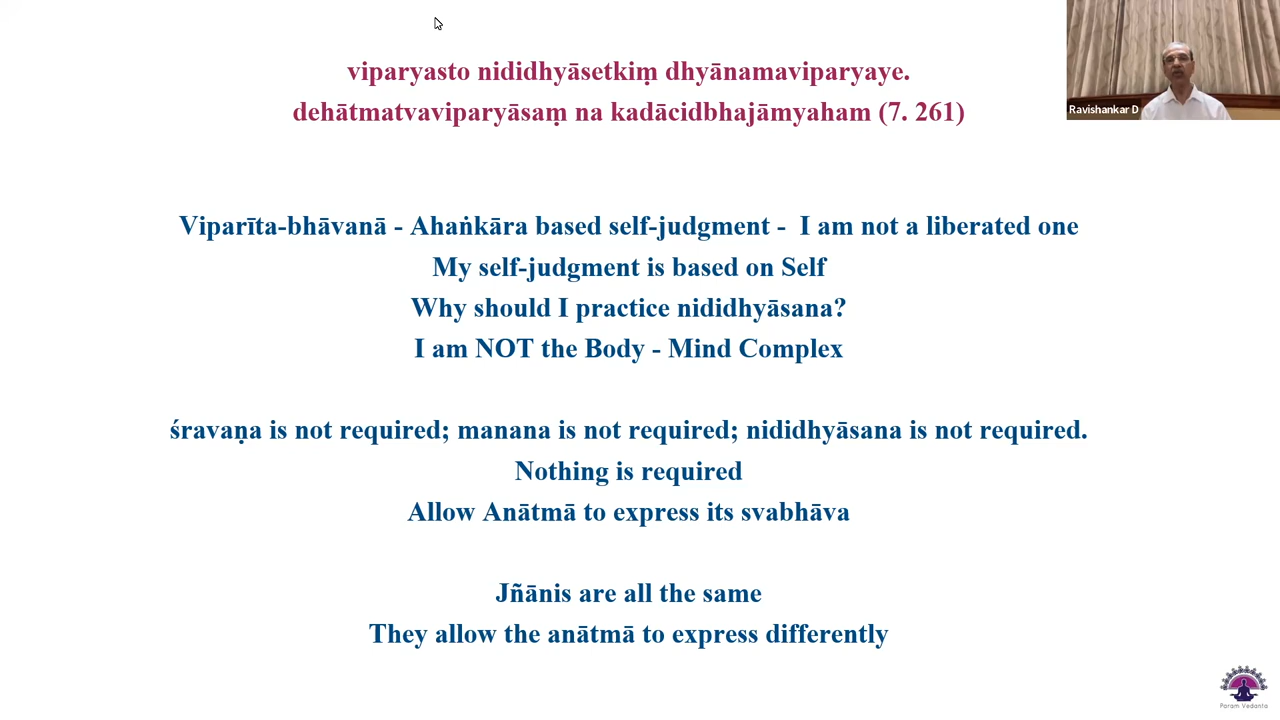 viparyasto nididhyāsetkiṃ dhyānamaviparyaye.
dehātmatvaviparyāsaṃ na kadācidbhajāmyaham (7. 261)
Ravishankar D
Viparīta-bhāvanā - Ahaṅkāra based self-judgment - I am not a liberated one
My self-judgment is based on Self
Why should I practice nididhyāsana?
I am NOT the Body - Mind Complex
śravaṇa is not required; manana is not required; nididhyāsana is not required.
Nothing is required
Allow Anātmā to express its svabhāva
Jñānis are all the same
They allow the anātmā to express differently
Param Vedanta